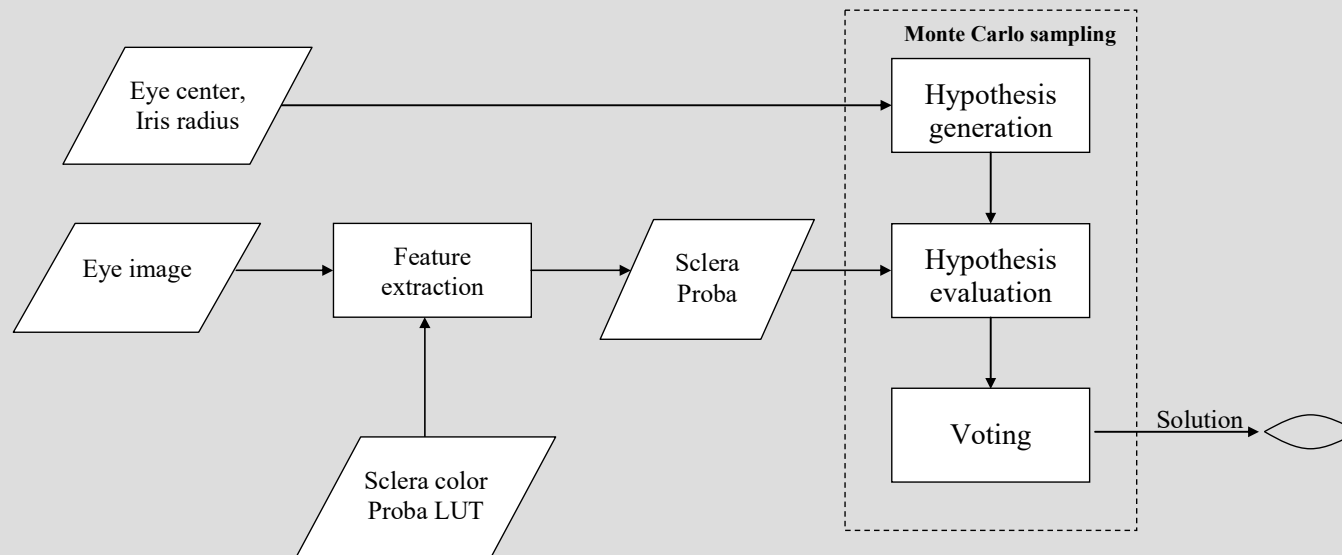 Monte Carlo sampling
Eye center,
Iris radius
Hypothesis
generation
Eye image
Feature
extraction
Sclera
Proba
Hypothesis
evaluation
Sclera color
Proba LUT
Voting
Solution